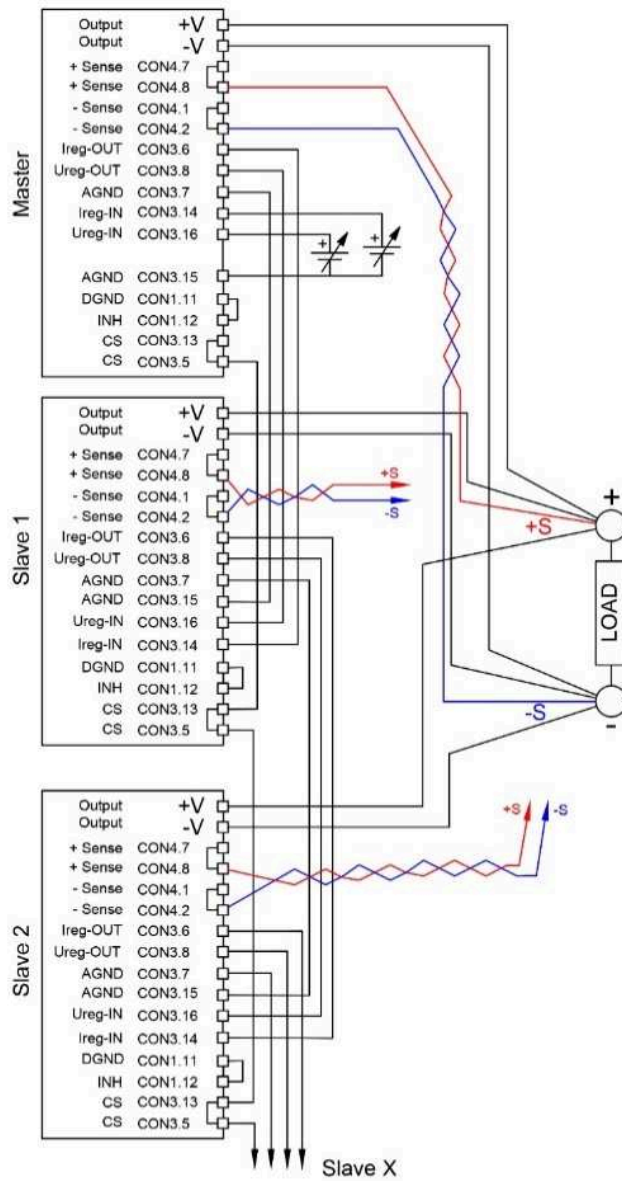 Master
Output +V
Output -V
+ Sense CON4.7
+ Sense CON4.8
- Sense CON4.1
- Sense CON4.2
Ireg-OUT CON3.6
Ureg-OUT CON3.8
AGND CON3.7
Ireg-IN CON3.14
Ureg-IN CON3.16
+ +
AGND CON3.15
DGND CON1.11
INH CON1.12
CS CON3.13
CS CON3.5
Slave 1
Output +V
Output -V
+ Sense CON4.7
+ Sense CON4.8
+S
- Sense CON4.1
- Sense CON4.2
-S
Ireg-OUT CON3.6
Ureg-OUT CON3.8
AGND CON3.7
AGND CON3.15
Ureg-IN CON3.16
Ireg-IN CON3.14
DGND CON1.11
INH CON1.12
CS CON3.13
CS CON3.5
+
+S
LOAD
-S
-
Slave 2
Output +V
Output -V
+S -S
+ Sense CON4.7
+ Sense CON4.8
- Sense CON4.1
- Sense CON4.2
Ireg-OUT CON3.6
Ureg-OUT CON3.8
AGND CON3.7
AGND CON3.15
Ureg-IN CON3.16
Ireg-IN CON3.14
DGND CON1.11
INH CON1.12
CS CON3.13
CS CON3.5
Slave X